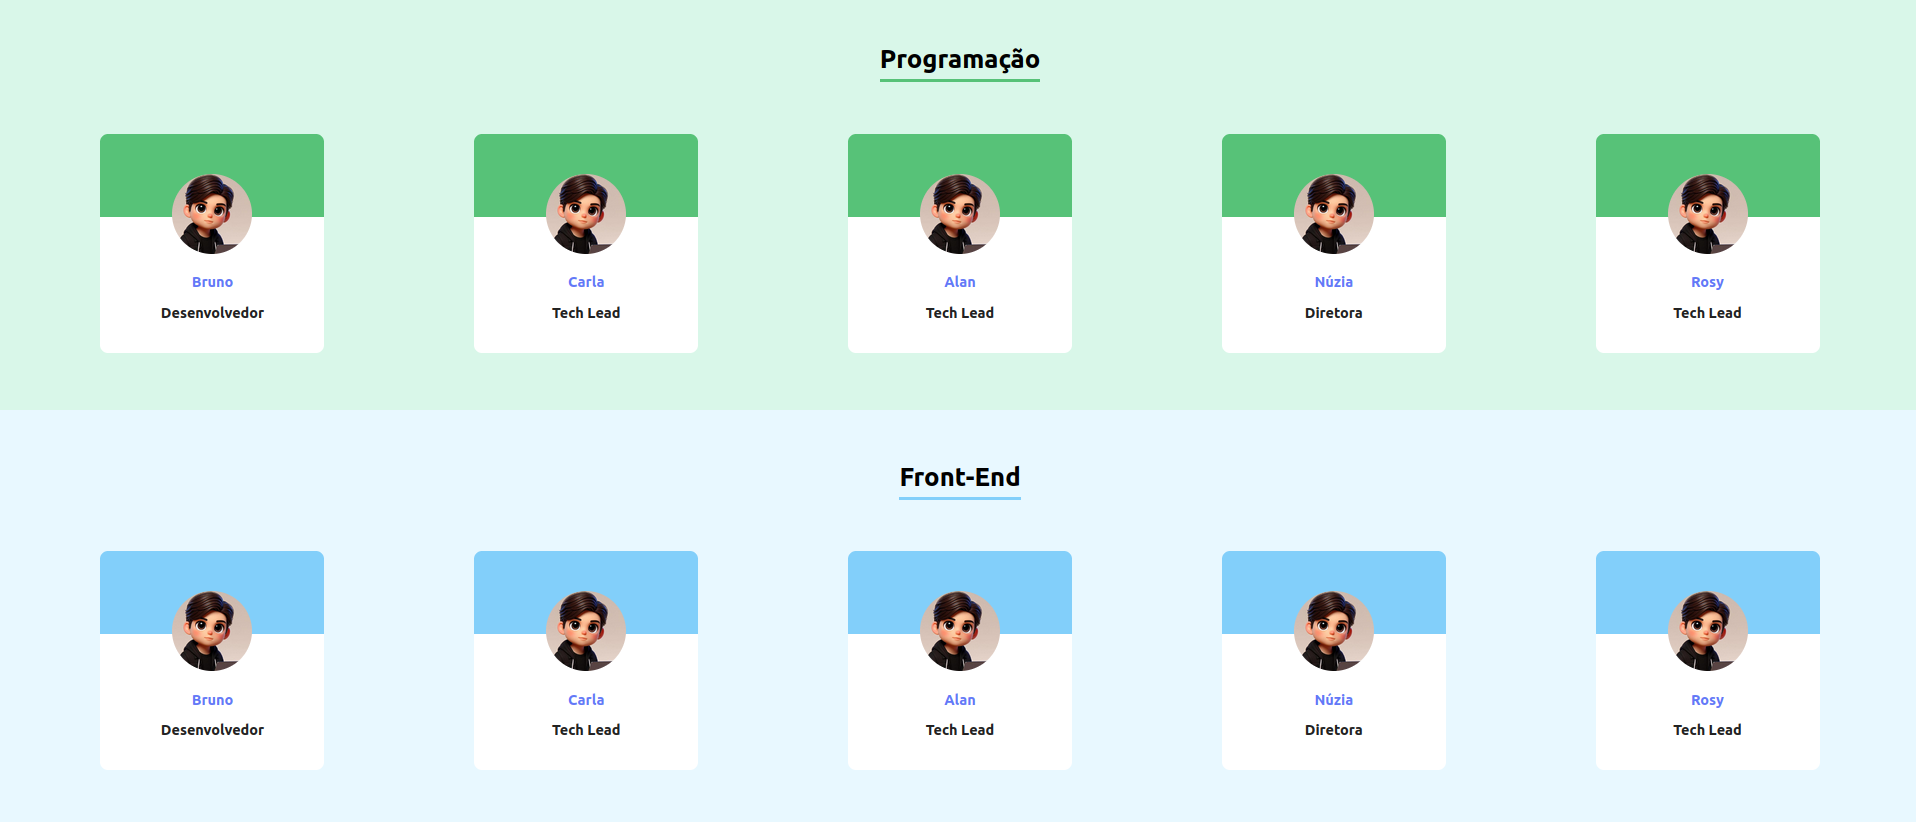 Programação
Bruno
Desenvolvedor
Carla
Tech Lead
Alan
Tech Lead
Núzia
Diretora
Rosy
Tech Lead
Front-End
Bruno
Desenvolvedor
Carla
Tech Lead
Alan
Tech Lead
Núzia
Diretora
Rosy
Tech Lead